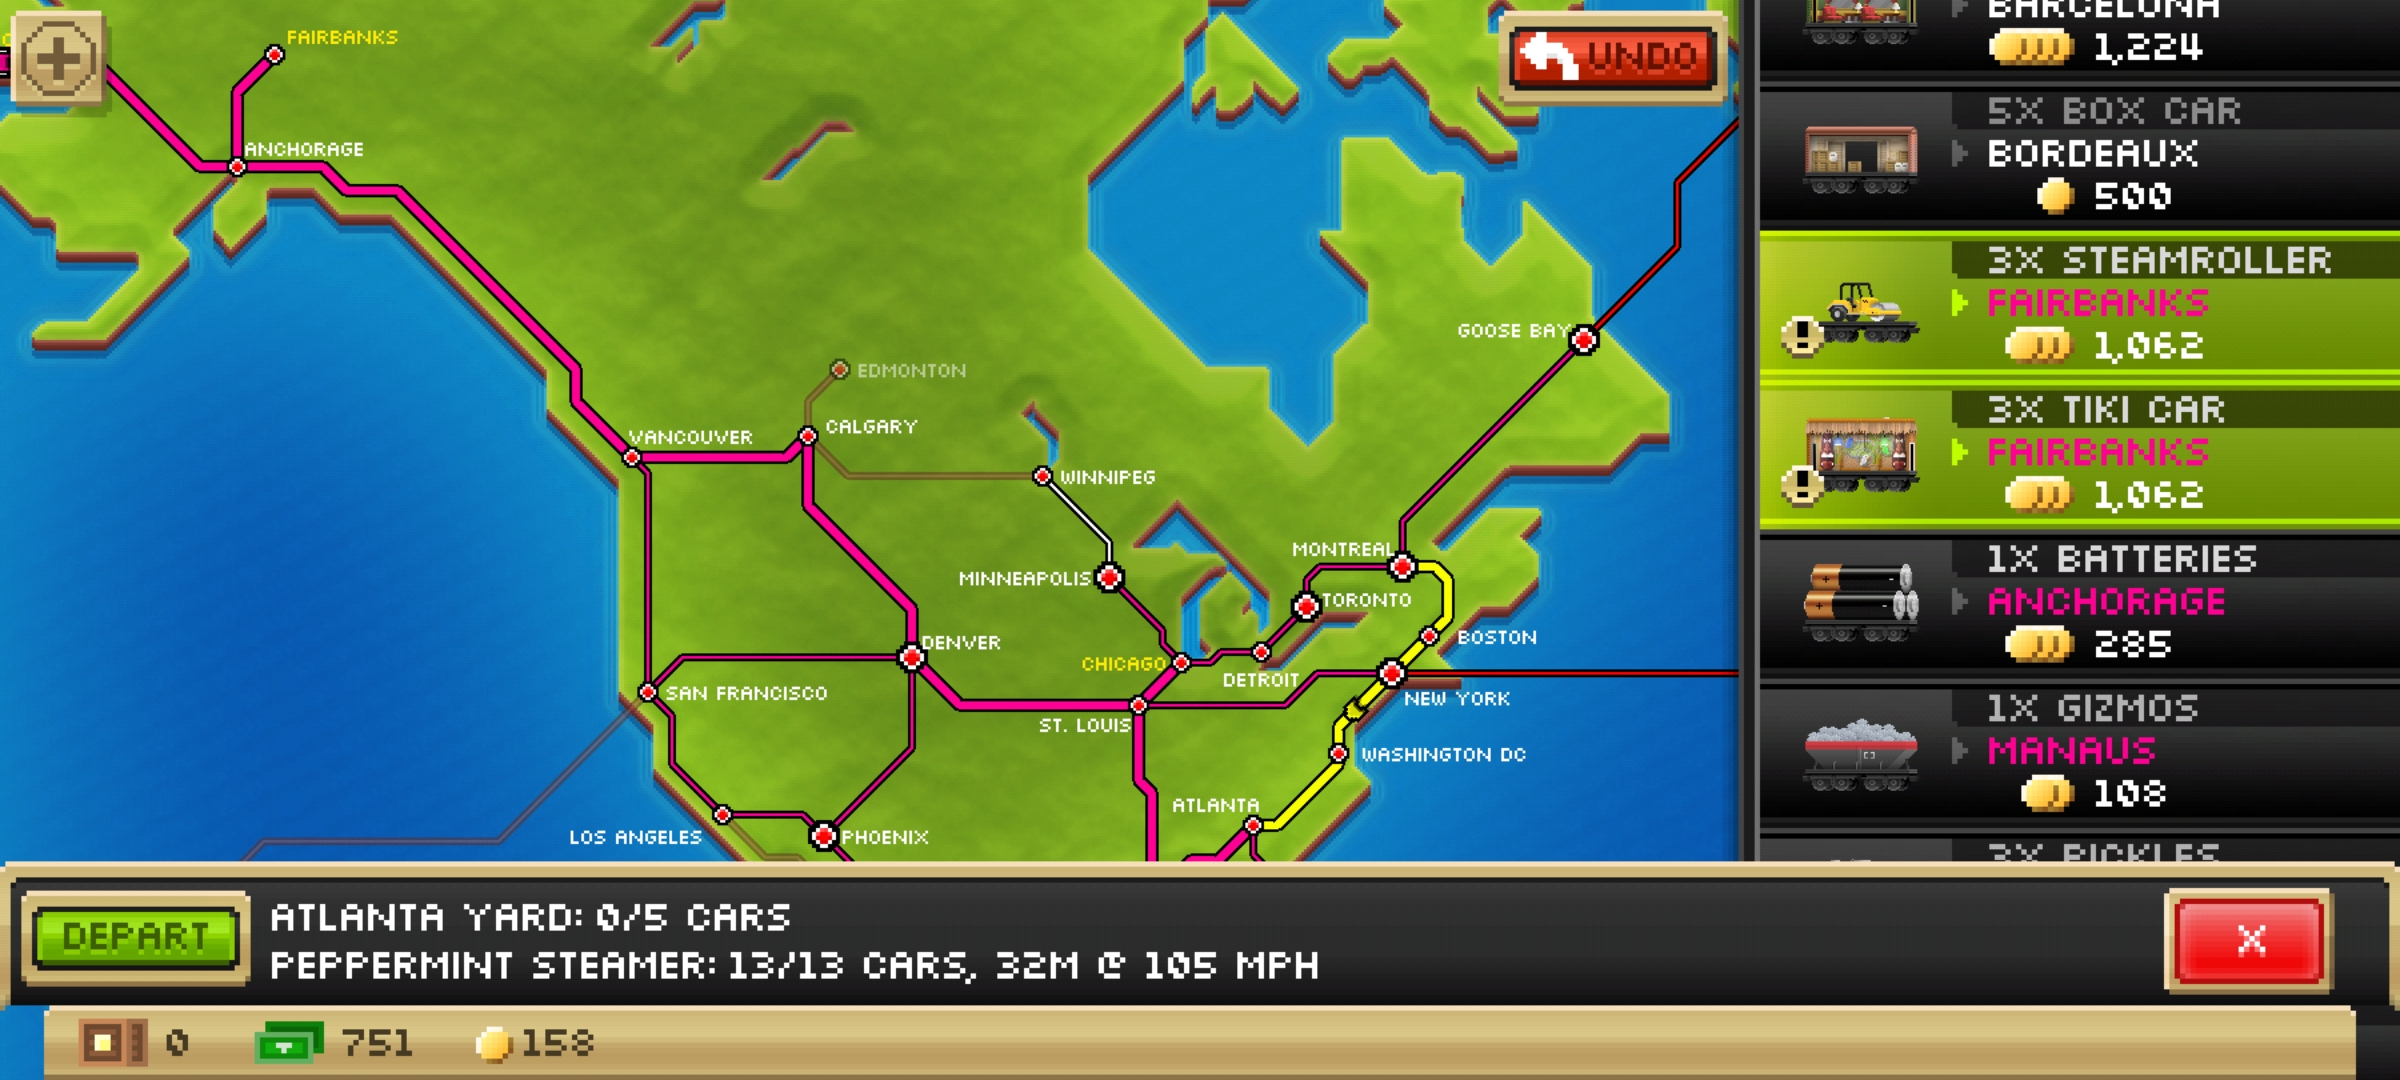 FAIRBANKS
ANCHORAGE
UNDO
GOOSE BAY
EDMONTON
VANCOUVER
CALGARY
WINNIPEG
MONTREAL
MINNEAPOLIS
TORONTO
DENVER
BOSTON
CHICAGO
DETROIT
SAN FRANCISCO
NEW YORK
ST. LOUIS
WASHINGTON DC
ATLANTA
LOS ANGELES
PHOENIX
BARCELONA
1,224
5X BOX CAR
BORDEAUX
500
3X STEAMROLLER
FAIRBANKS
1,062
3X TIKI CAR
FAIRBANKS
1,062
1X BATTERIES
ANCHORAGE
285
1X GIZMOS
MANAUS
108
3X PICKLES
DEPART
ATLANTA YARD: 0/5 CARS
PEPPERMINT STEAMER: 13/13 CARS, 32M @ 105 MPH
X
0
751
158